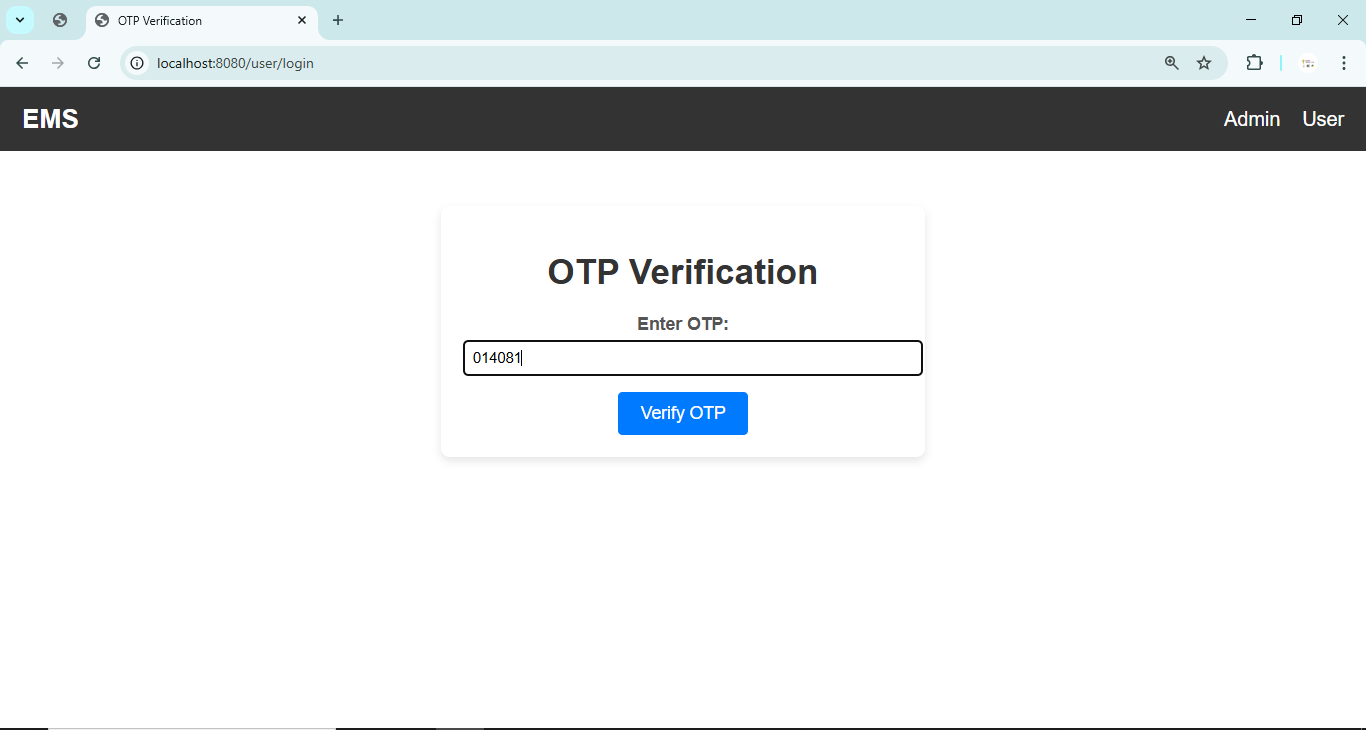 OTP Verification
localhost:8080/user/login
EMS
Admin User
OTP Verification
Enter OTP:
014081
Verify OTP